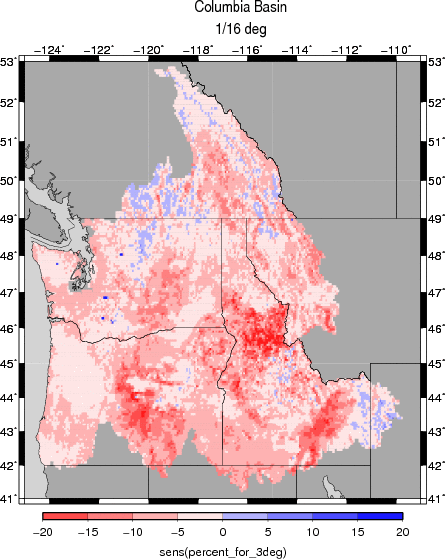 Columbia Basin
1/16 deg
-124° -122° -120° -118° -116° -114° -112° -110°
53° 53°
52° 52°
51° 51°
50° 50°
49° 49°
48° 48°
47° 47°
46° 46°
45° 45°
44° 44°
43° 43°
42° 42°
41° 41°
-20 -15 -10 -5 0 5 10 15 20
sens(percent_for_3deg)